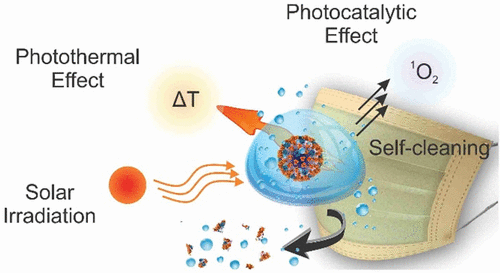 Photocatalytic
Effect
Photothermal
Effect
ΔT
¹O₂
Self-cleaning
Solar
Irradiation